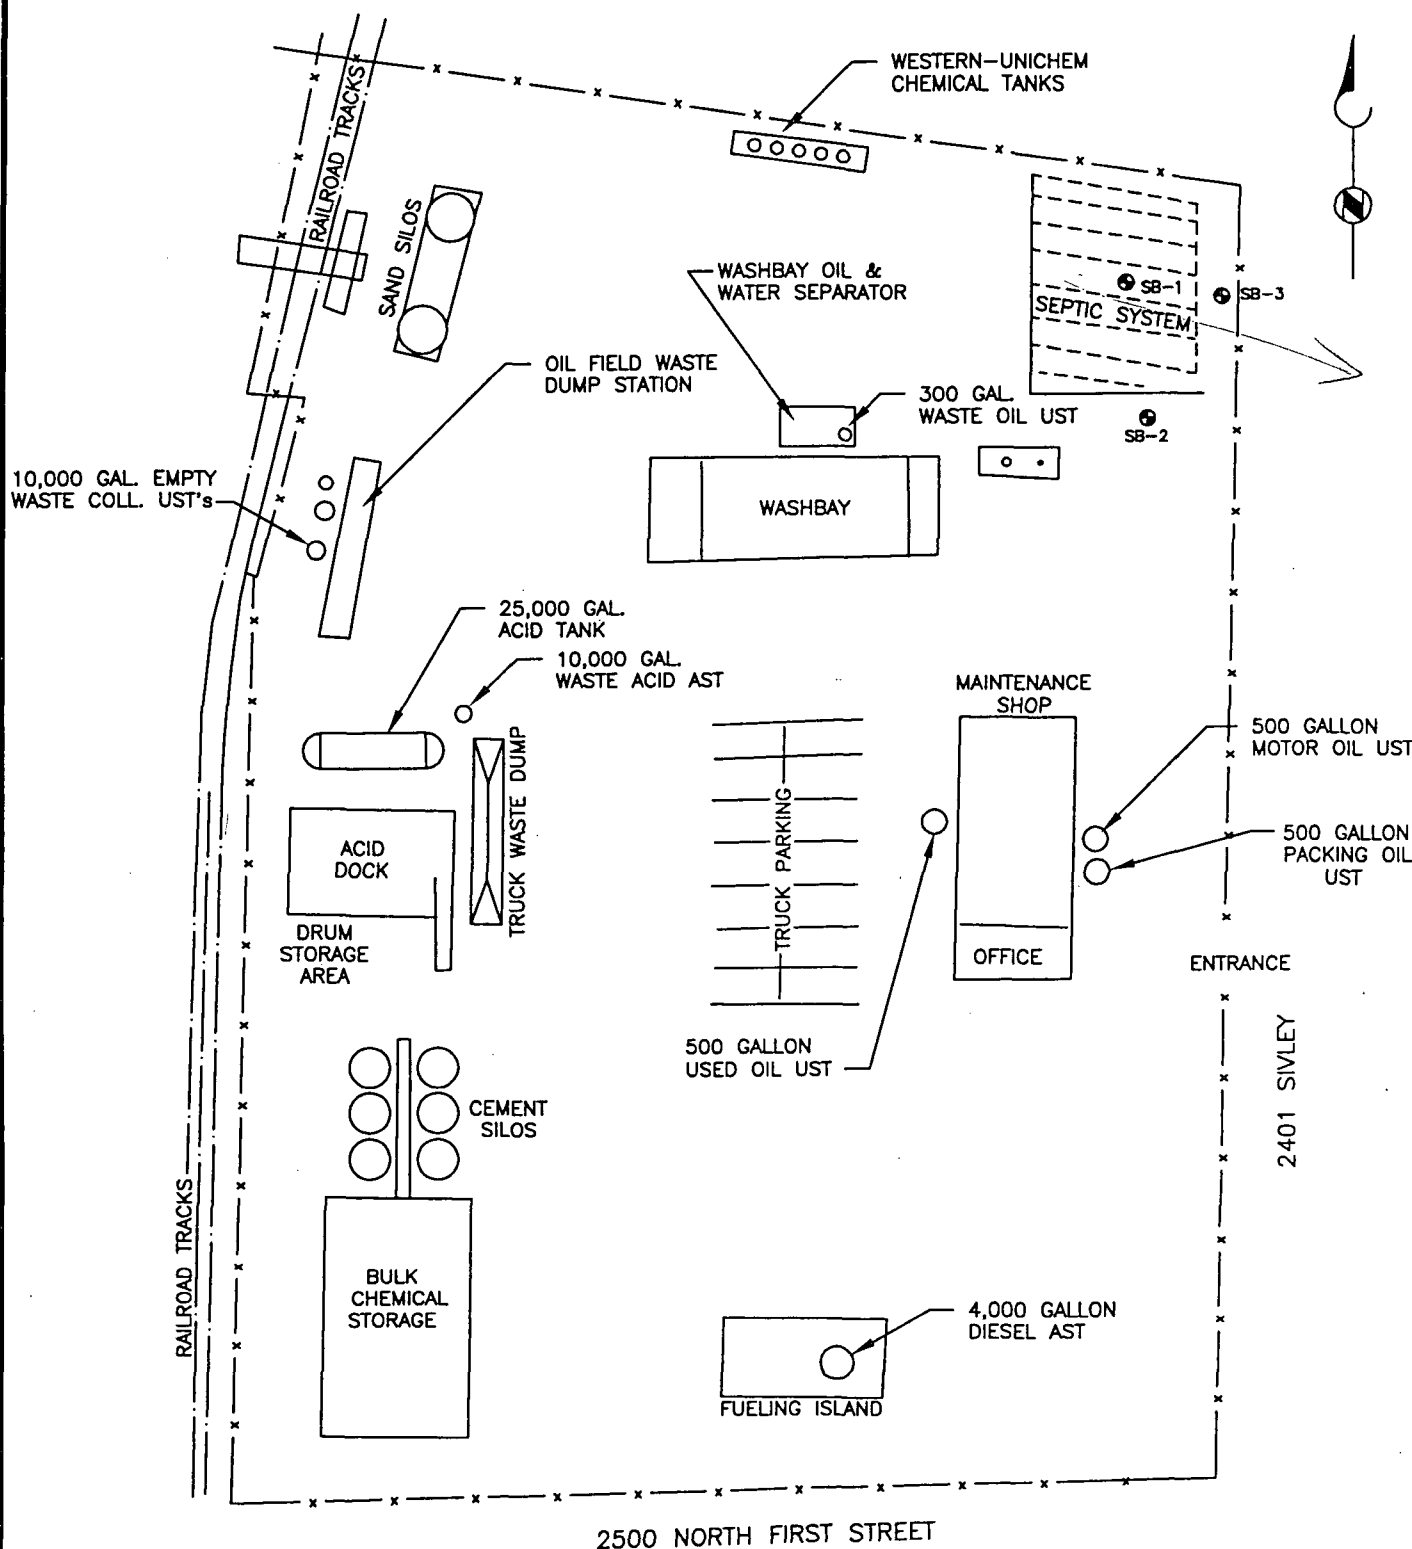 WESTERN-UNICHEM
CHEMICAL TANKS
RAILROAD TRACKS
SAND SILOS
WASHBAY OIL &
WATER SEPARATOR
SB-1
SB-3
SEPTIC SYSTEM
OIL FIELD WASTE
DUMP STATION
300 GAL.
WASTE OIL UST
SB-2
10,000 GAL. EMPTY
WASTE COLL. UST's
WASHBAY
25,000 GAL.
ACID TANK
10,000 GAL.
WASTE ACID AST
MAINTENANCE
SHOP
500 GALLON
MOTOR OIL UST
TRUCK WASTE DUMP
TRUCK PARKING
500 GALLON
PACKING OIL
UST
ACID
DOCK
DRUM
STORAGE
AREA
OFFICE
ENTRANCE
500 GALLON
USED OIL UST
2401 SIVLEY
CEMENT
SILOS
RAILROAD TRACKS
BULK
CHEMICAL
STORAGE
4,000 GALLON
DIESEL AST
FUELING ISLAND
2500 NORTH FIRST STREET